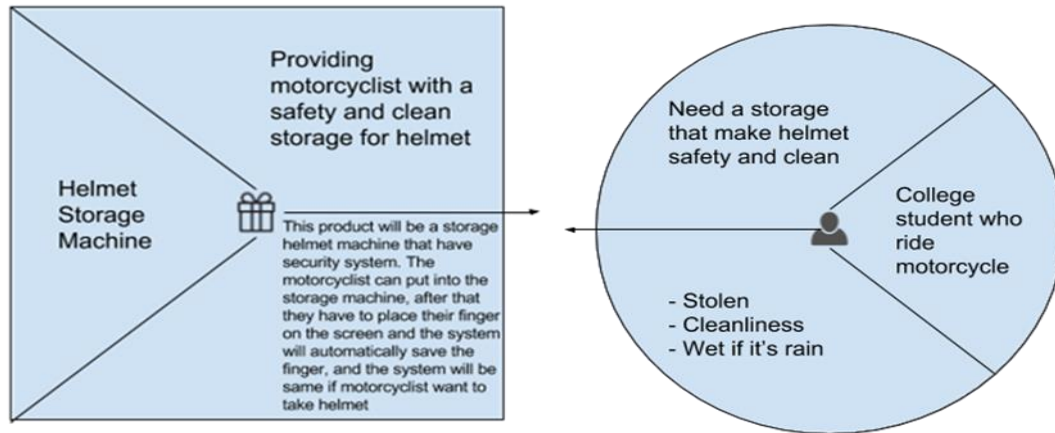 Providing
motorcyclist with a
safety and clean
storage for helmet
Helmet
Storage
Machine
This product will be a storage
helmet machine that have
security system. The
motorcyclist can put into the
storage machine, after that
they have to place their finger
on the screen and the system
will automatically save the
finger, and the system will be
same if motorcyclist want to
take helmet
Need a storage
that make helmet
safety and clean
College
student who
ride
motorcycle
- Stolen
- Cleanliness
- Wet if it's rain